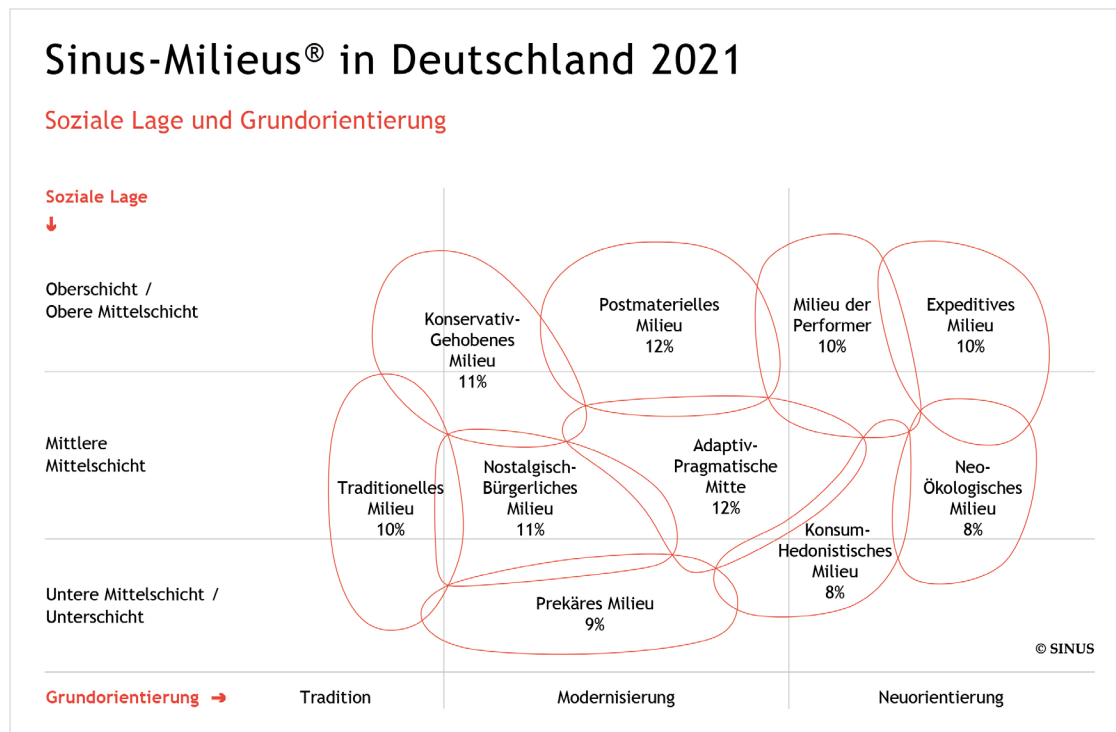 Sinus-Milieus® in Deutschland 2021
Soziale Lage und Grundorientierung
Soziale Lage
↓
Oberschicht /
Obere Mittelschicht
Konservativ-
Gehobenes
Milieu
11%
Postmaterielles
Milieu
12%
Milieu der
Performer
10%
Expeditives
Milieu
10%
Mittlere
Mittelschicht
Traditionelles
Milieu
10%
Nostalgisch-
Bürgerliches
Milieu
11%
Adaptiv-
Pragmatische
Mitte
12%
Neo-
Ökologisches
Milieu
8%
Konsum-
Hedonistisches
Milieu
8%
Untere Mittelschicht /
Unterschicht
Prekäres Milieu
9%
© SINUS
Grundorientierung → Tradition Modernisierung Neuorientierung